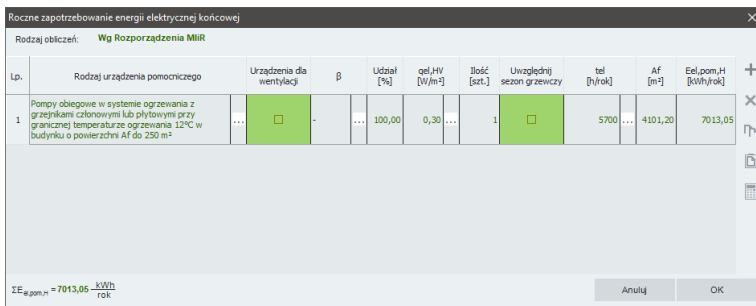 Roczne zapotrzebowanie energii elektrycznej końcowej
Rodzaj obliczeń: Wg Rozporządzenia MIiR
Lp. Rodzaj urządzenia pomocniczego Urządzenia dla wentylacji β Udział [%] qel,HV [W/m²] Ilość [szt.] Uwzględnij sezon grzewczy tel [h/rok] Af [m²] Eel,pom,H [kWh/rok]
1 Pompy obiegowe w systemie ogrzewania z
grzejnikami członowymi lub płytowymi przy
granicznej temperaturze ogrzewania 12°C w
budynku o powierzchni Af do 250 m² ... - ... 100,00 0,30 ... 1 5700 ... 4101,20 7013,05
ΣEel,pom,H = 7013,05 kWh
rok
Anuluj OK